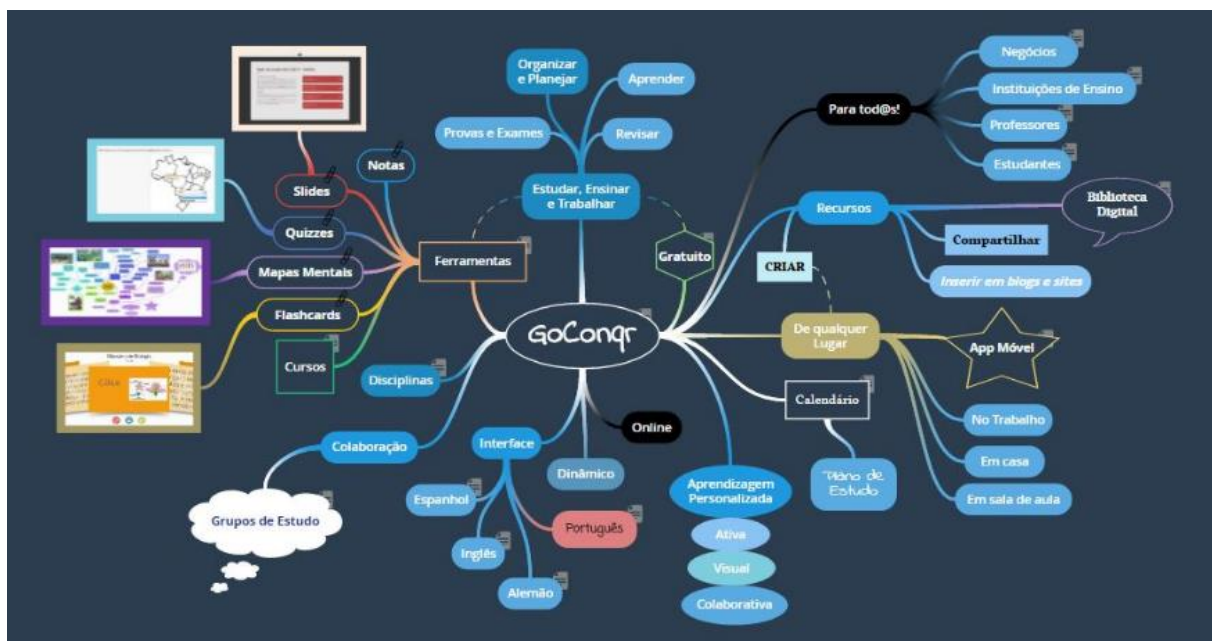 Organizar
e Planejar
Aprender
Provas e Exames
Revisar
Estudar, Ensinar
e Trabalhar
Notas
Slides
Quizzes
Mapas Mentais
Flashcards
Cursos
Ferramentas
Gratuito
Para tod@s!
Negócios
Instituições de Ensino
Professores
Estudantes
Recursos
Biblioteca
Digital
Compartilhar
Inserir em blogs e sites
CRIAR
GoConqr
De qualquer
Lugar
App Móvel
No Trabalho
Em casa
Em sala de aula
Calendário
Plano de
Estudo
Disciplinas
Colaboração
Grupos de Estudo
Interface
Espanhol
Inglês
Alemão
Português
Online
Dinâmico
Aprendizagem
Personalizada
Ativa
Visual
Colaborativa